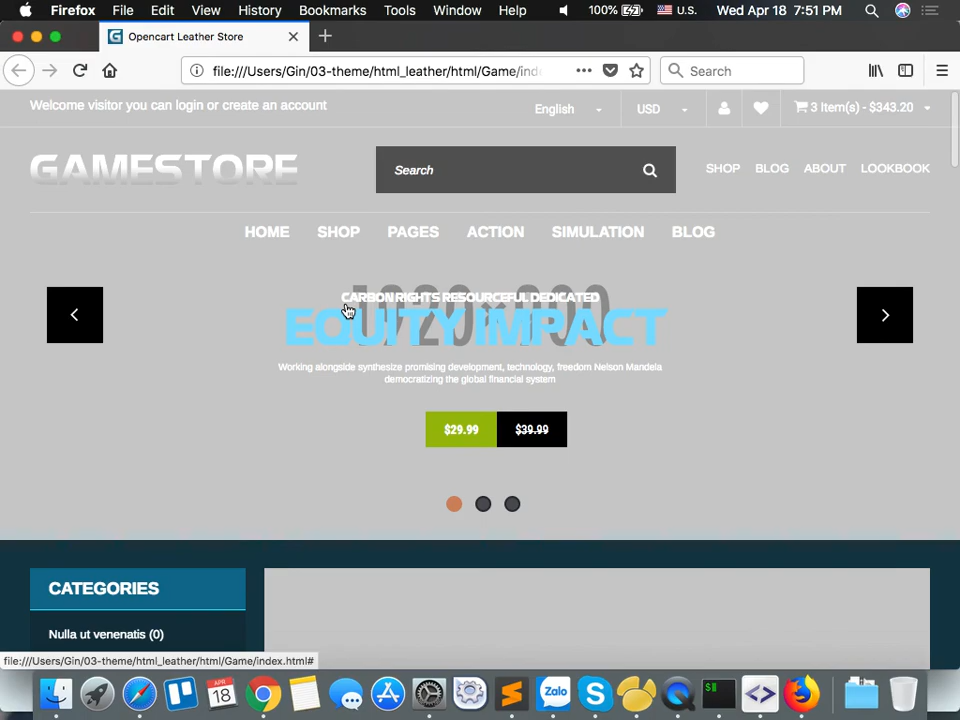 Firefox File Edit View History Bookmarks Tools Window Help 100% U.S. Wed Apr 18 7:51 PM
Opencart Leather Store
file:///Users/Gin/03-theme/html_leather/html/Game/ind
Search
Welcome visitor you can login or create an account
English USD 3 Item(s) - $343.20
GAMESTORE
Search
SHOP BLOG ABOUT LOOKBOOK
HOME SHOP PAGES ACTION SIMULATION BLOG
1920×900
CARBON RIGHTS RESOURCEFUL DEDICATED
EQUITY IMPACT
Working alongside synthesize promising development, technology, freedom Nelson Mandela
democratizing the global financial system
$29.99 $39.99
CATEGORIES
Nulla ut venenatis (0)
file:///Users/Gin/03-theme/html_leather/html/Game/index.html#
APR
18
Zalo
$